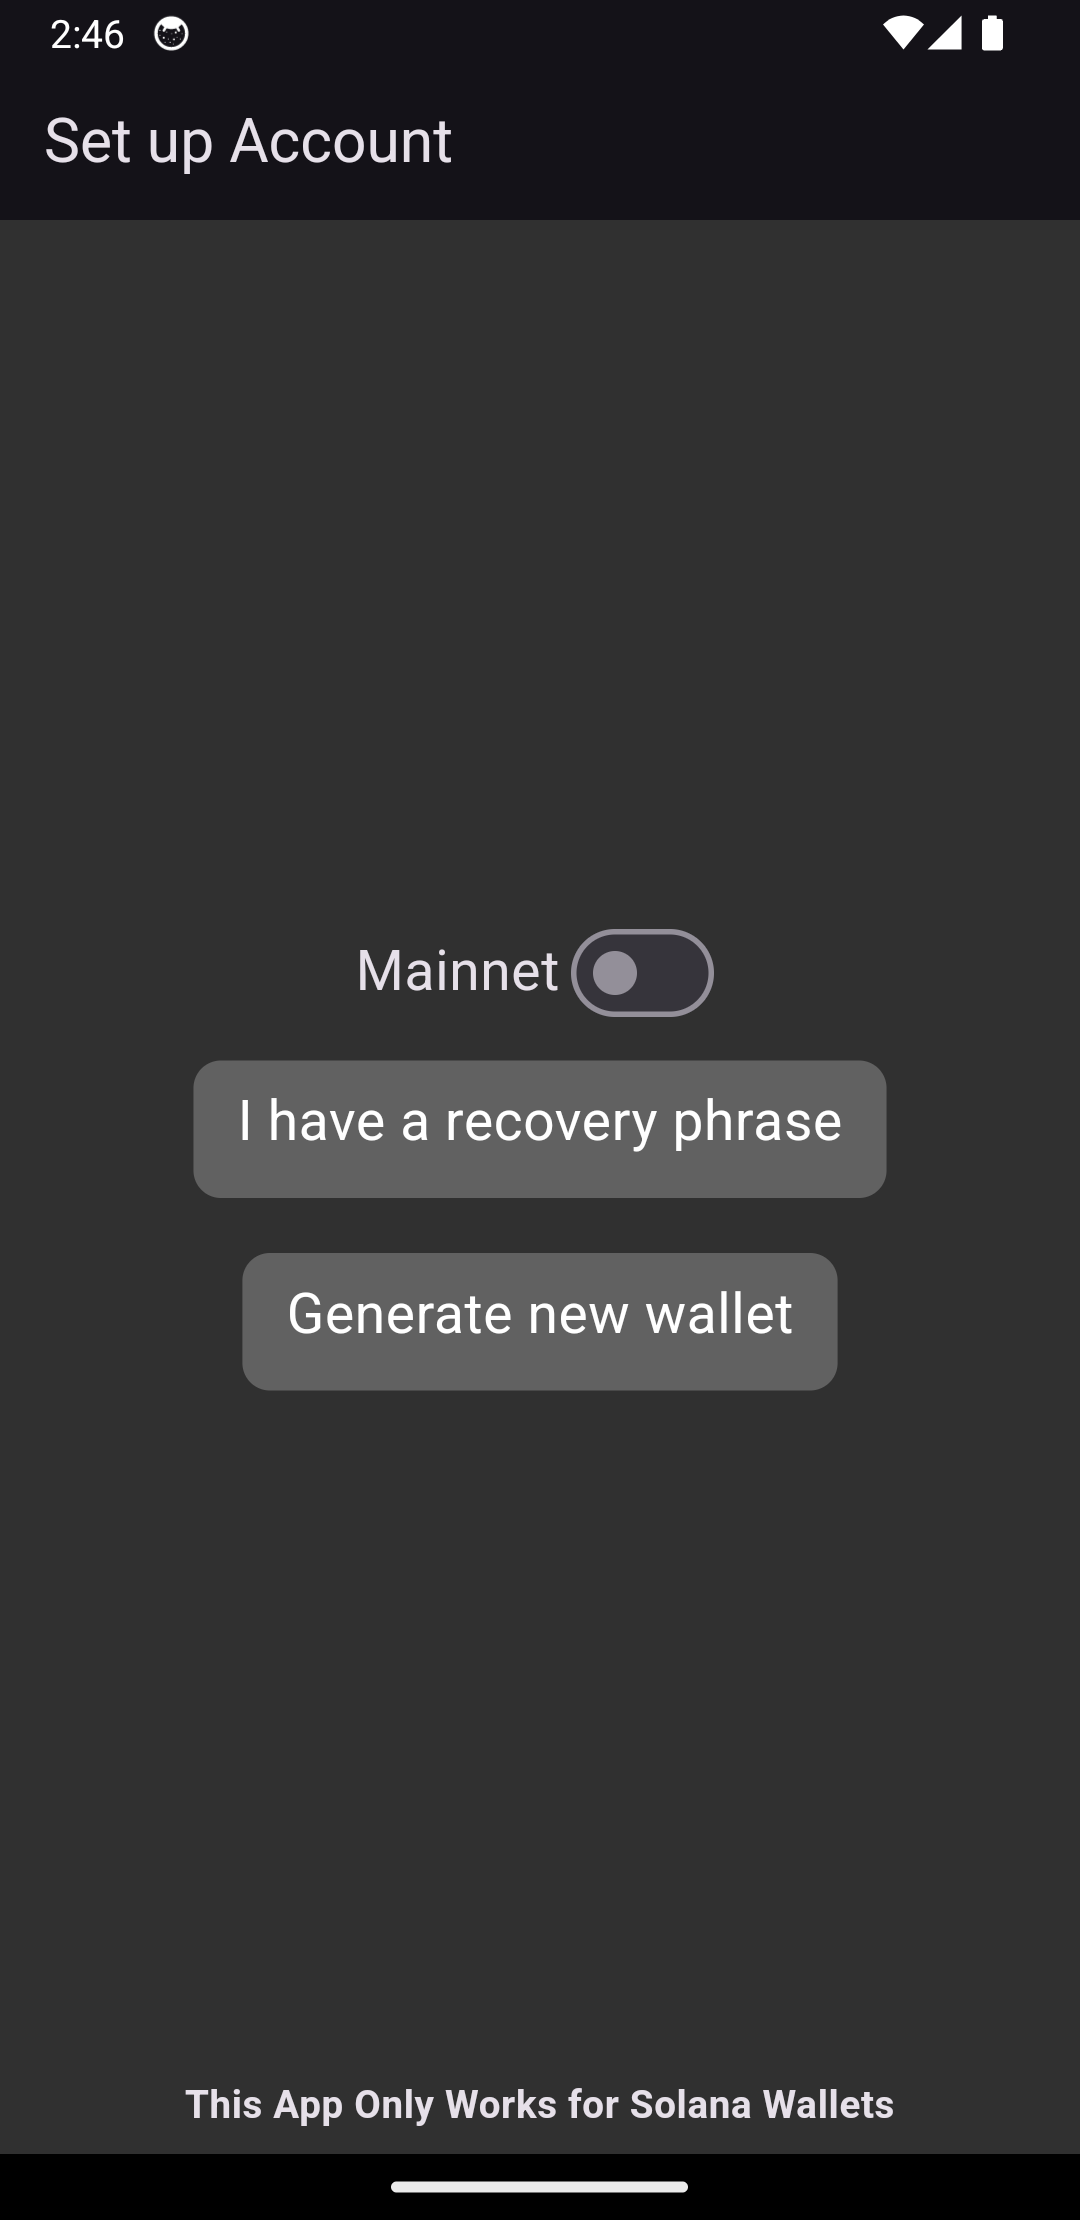 2:46
Set up Account
Mainnet
I have a recovery phrase
Generate new wallet
This App Only Works for Solana Wallets